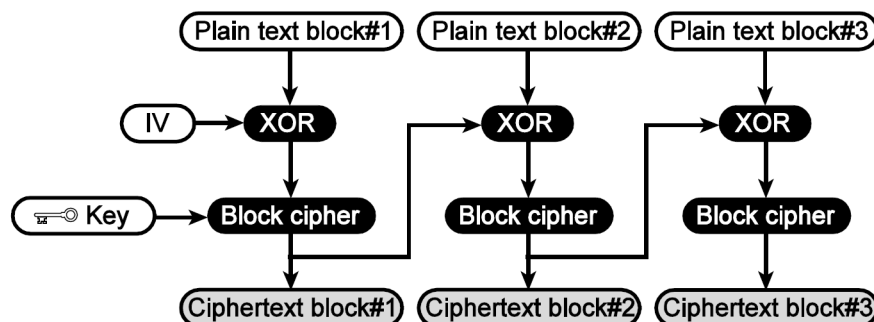 Plain text block#1
Plain text block#2
Plain text block#3
IV
XOR
XOR
XOR
Key
Block cipher
Block cipher
Block cipher
Ciphertext block#1
Ciphertext block#2
Ciphertext block#3